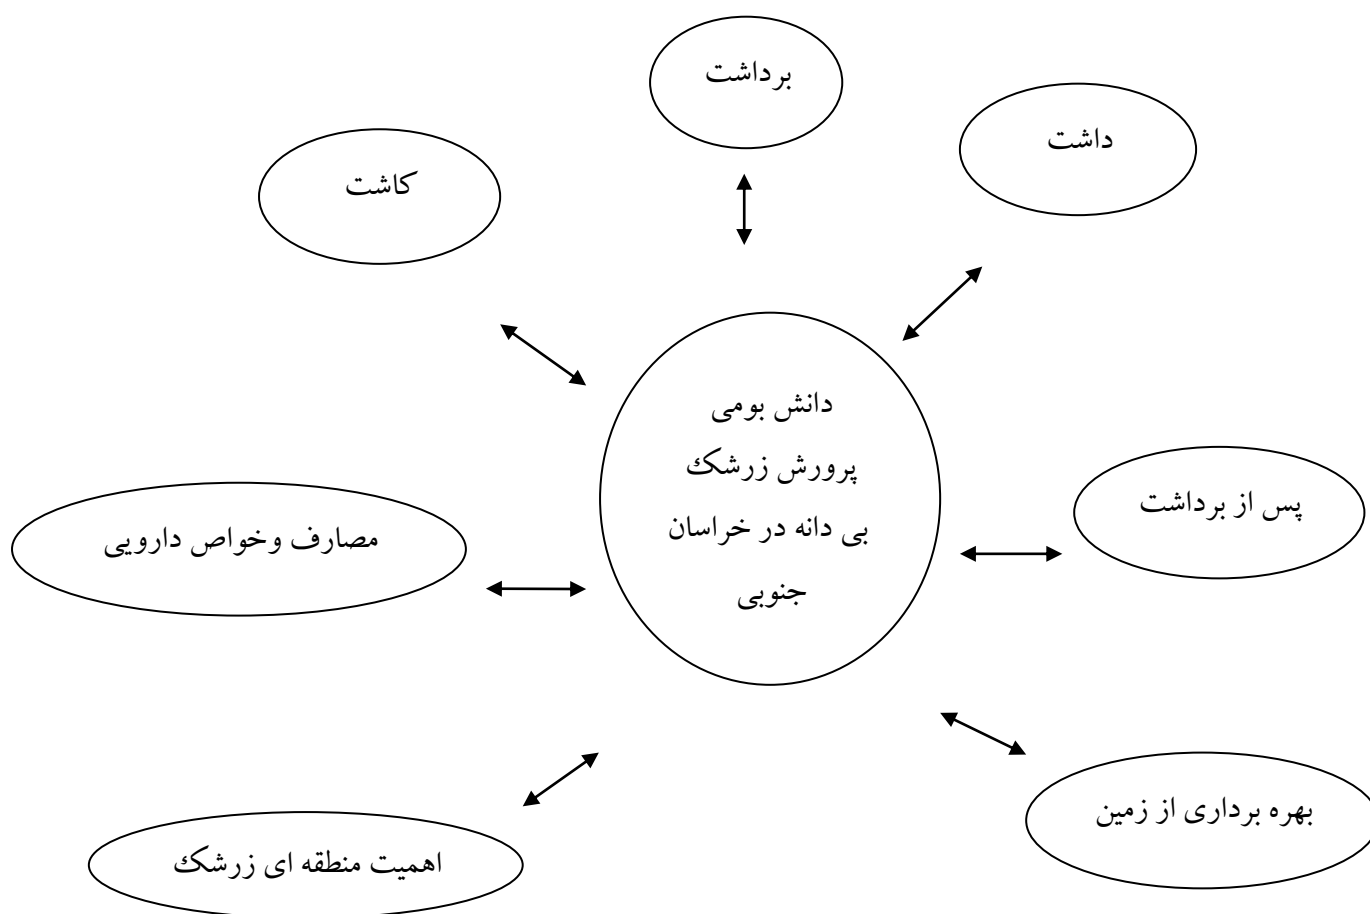 برداشت
داشت
کاشت
دانش بومی
پرورش زرشک
بی دانه در خراسان
جنوبی
پس از برداشت
مصارف وخواص دارویی
بهره برداری از زمین
اهمیت منطقه ای زرشک